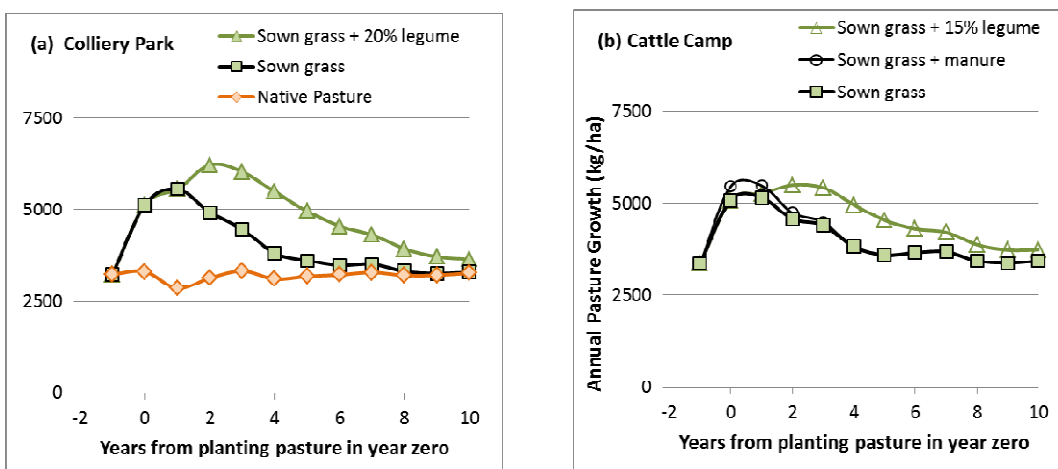 (a) Colliery Park
Sown grass + 20% legume
Sown grass
Native Pasture
7500
5000
2500
0
-2 0 2 4 6 8 10
Years from planting pasture in year zero
(b) Cattle Camp
Sown grass + 15% legume
Sown grass + manure
Sown grass
Annual Pasture Growth (kg/ha)
7500
5000
2500
0
-2 0 2 4 6 8 10
Years from planting pasture in year zero